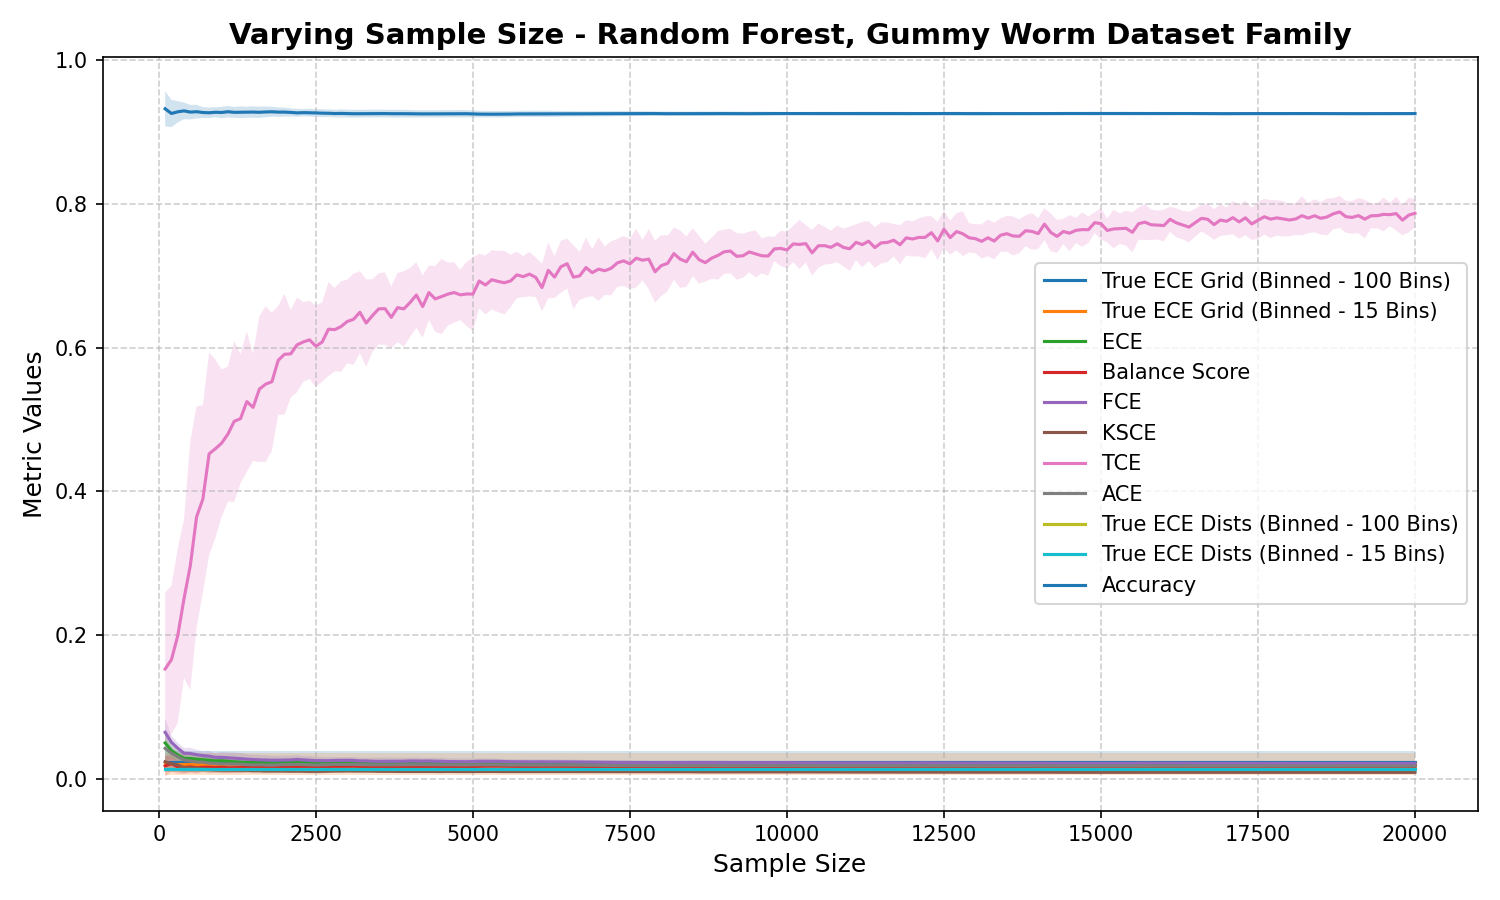 Varying Sample Size - Random Forest, Gummy Worm Dataset Family
Metric Values
1.0
0.8
0.6
0.4
0.2
0.0
True ECE Grid (Binned - 100 Bins)
True ECE Grid (Binned - 15 Bins)
ECE
Balance Score
FCE
KSCE
TCE
ACE
True ECE Dists (Binned - 100 Bins)
True ECE Dists (Binned - 15 Bins)
Accuracy
0 2500 5000 7500 10000 12500 15000 17500 20000
Sample Size